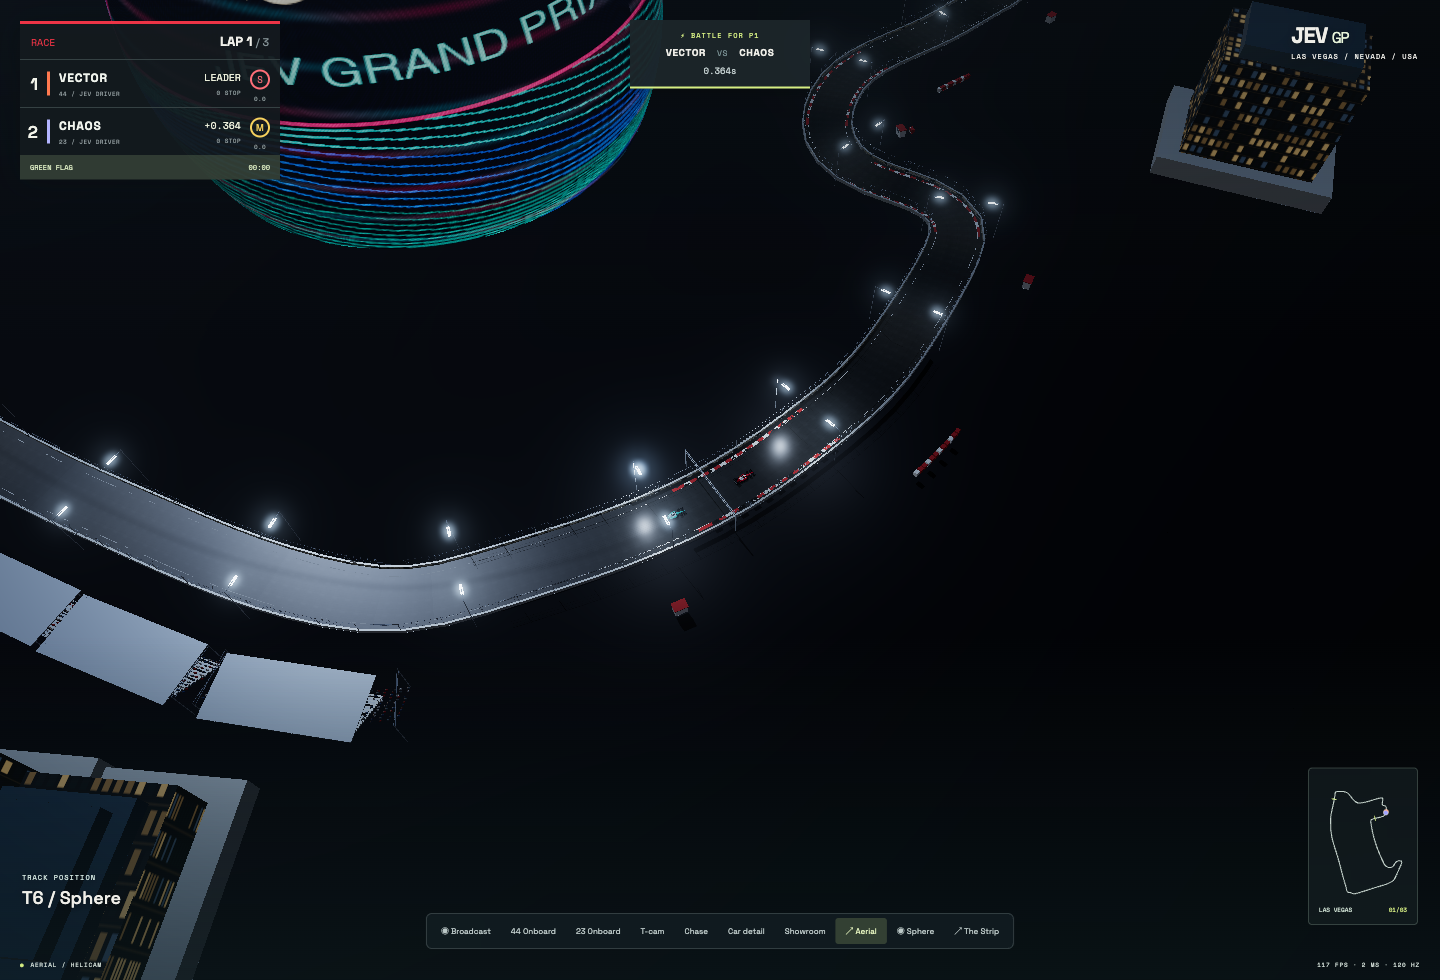 RACE
LAP 1 / 3
1 VECTOR LEADER S
44 / JEV DRIVER 0 STOP 0.0
2 CHAOS +0.364 M
23 / JEV DRIVER 0 STOP 0.0
GREEN FLAG 00:00
V GRAND PRI
⚡ BATTLE FOR P1
VECTOR VS CHAOS
0.364s
JEV GP
LAS VEGAS / NEVADA / USA
TRACK POSITION
T6 / Sphere
LAS VEGAS 01/03
◉ Broadcast 44 Onboard 23 Onboard T-cam Chase Car detail Showroom ↗ Aerial ◉ Sphere ↗ The Strip
● AERIAL / HELICAM
117 FPS · 2 MS · 120 HZ